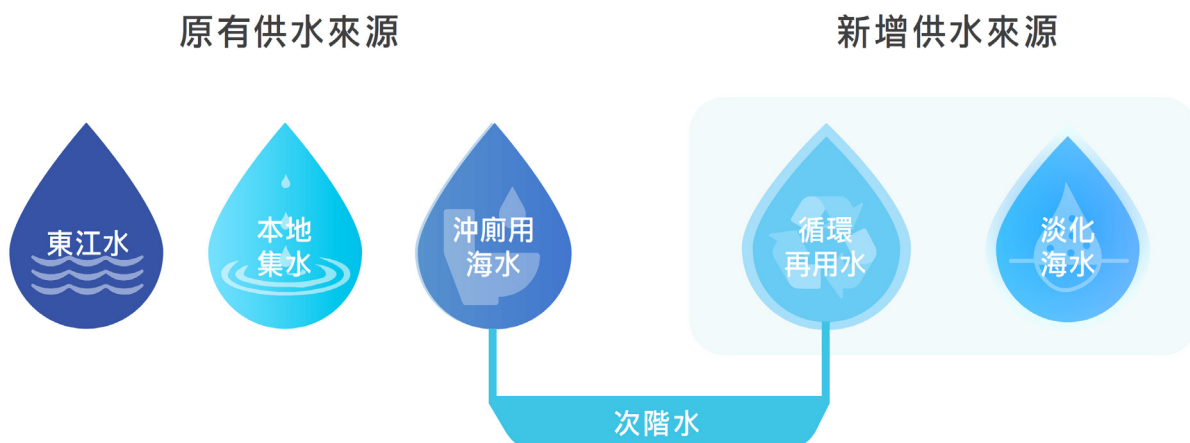 原有供水來源
新增供水來源
東江水
本地
集水
沖廁用
海水
循環
再用水
淡化
海水
次階水